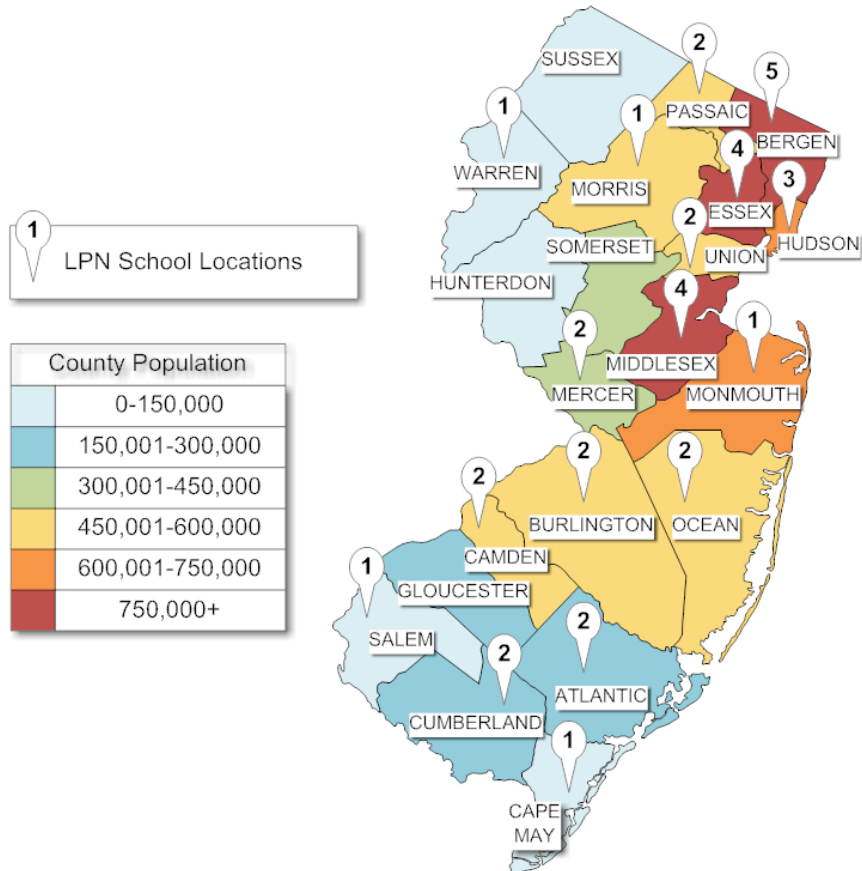 2
SUSSEX
5
1
1
PASSAIC
BERGEN
4
WARREN
3
MORRIS
ESSEX
1
2
SOMERSET
UNION
HUDSON
LPN School Locations
HUNTERDON
4
2
1
County Population
MIDDLESEX
MERCER
MONMOUTH
0-150,000
150,001-300,000
300,001-450,000
450,001-600,000
600,001-750,000
750,000+
2
2
2
BURLINGTON
OCEAN
CAMDEN
1
GLOUCESTER
SALEM
2
2
ATLANTIC
CUMBERLAND
1
CAPE
MAY